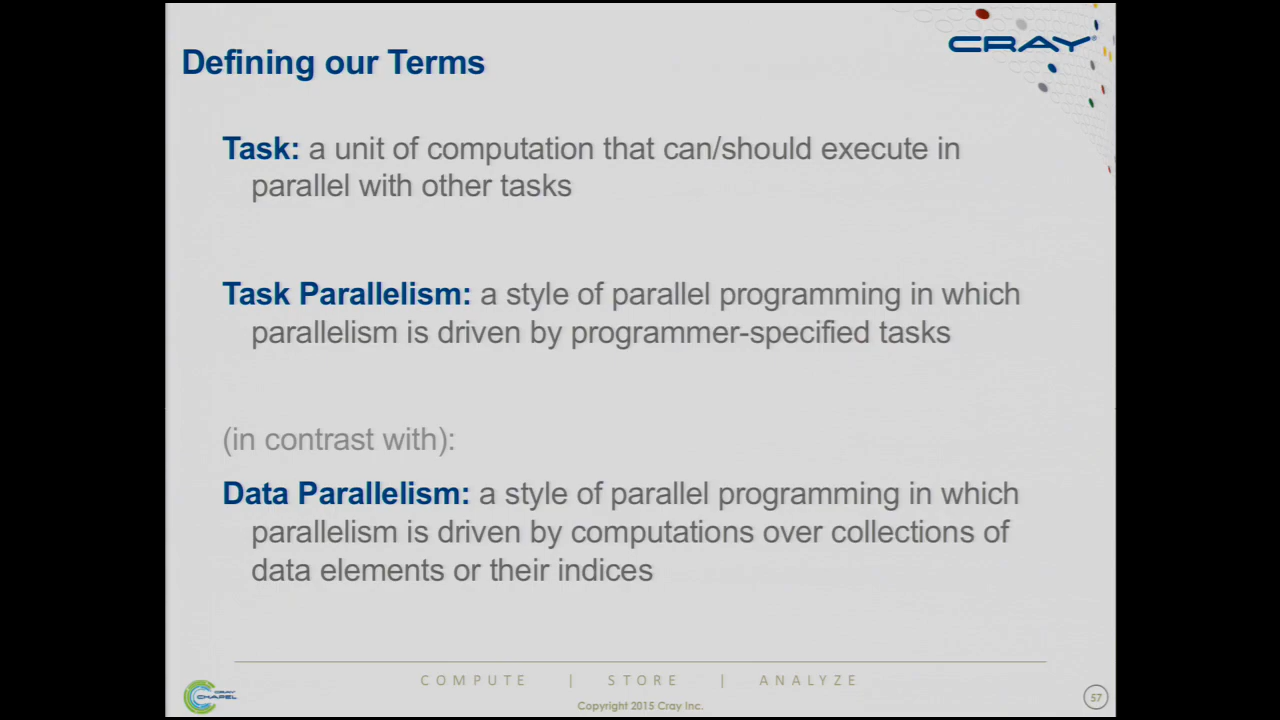 Defining our Terms
CRAY
Task: a unit of computation that can/should execute in
parallel with other tasks
Task Parallelism: a style of parallel programming in which
parallelism is driven by programmer-specified tasks
(in contrast with):
Data Parallelism: a style of parallel programming in which
parallelism is driven by computations over collections of
data elements or their indices
COMPUTE | STORE | ANALYZE
Copyright 2015 Cray Inc.
CRAY
CHAPEL
57